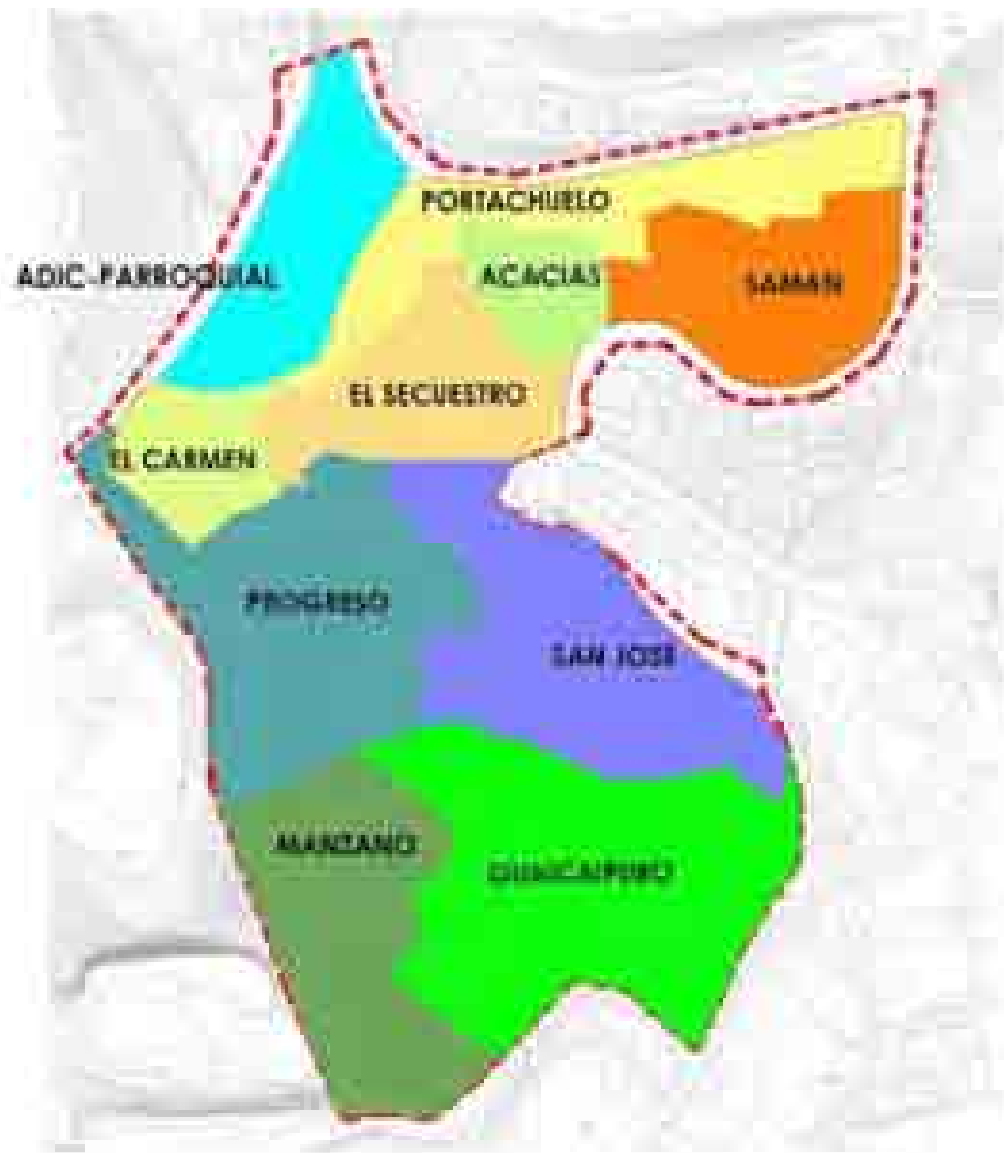 PORTACHUELO
ADIC-PARROQUIAL
ACACIAS
SAMAN
EL SECUESTRO
EL CARMEN
PROGRESO
SAN JOSE
MANZANO
GUAICAIPURO